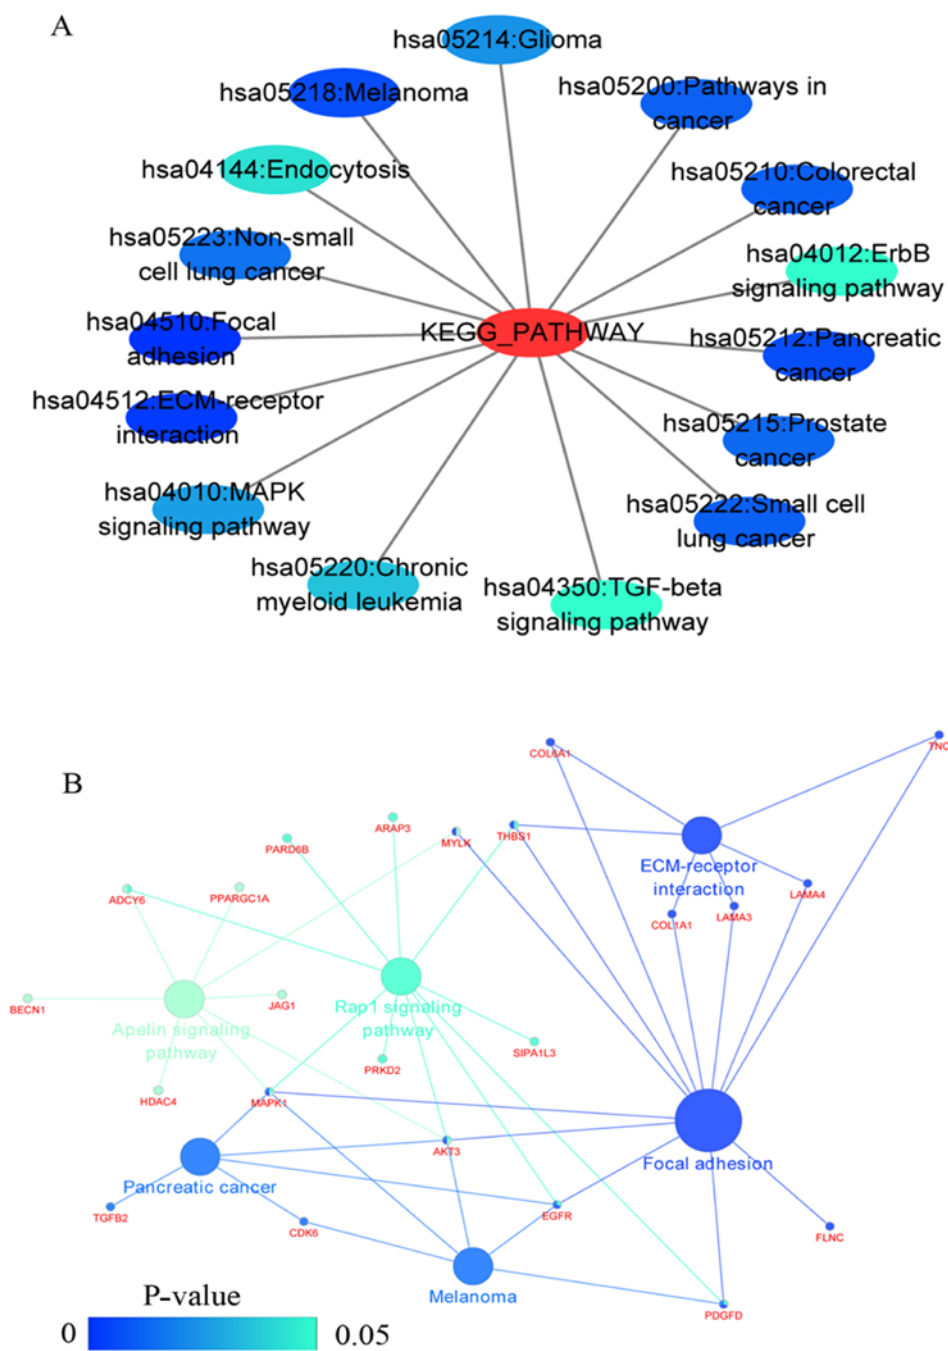 A
hsa05214:Glioma
hsa05218:Melanoma
hsa05200:Pathways in
cancer
hsa04144:Endocytosis
hsa05210:Colorectal
cancer
hsa05223:Non-small
cell lung cancer
hsa04012:ErbB
signaling pathway
hsa04510:Focal
adhesion
KEGG_PATHWAY
hsa05212:Pancreatic
cancer
hsa04512:ECM-receptor
interaction
hsa05215:Prostate
cancer
hsa04010:MAPK
signaling pathway
hsa05222:Small cell
lung cancer
hsa05220:Chronic
myeloid leukemia
hsa04350:TGF-beta
signaling pathway
B
COL6A1
TNC
ARAP3
PARD6B
MYLK
THBS1
ECM-receptor
interaction
ADCY6
PPARGC1A
LAMA4
LAMA3
COL1A1
BECN1
JAG1
Apelin signaling
pathway
Rap1 signaling
pathway
SIPA1L3
PRKD2
HDAC4
MAPK1
AKT3
Focal adhesion
Pancreatic cancer
TGFB2
CDK6
EGFR
FLNC
Melanoma
PDGFD
P-value
0
0.05